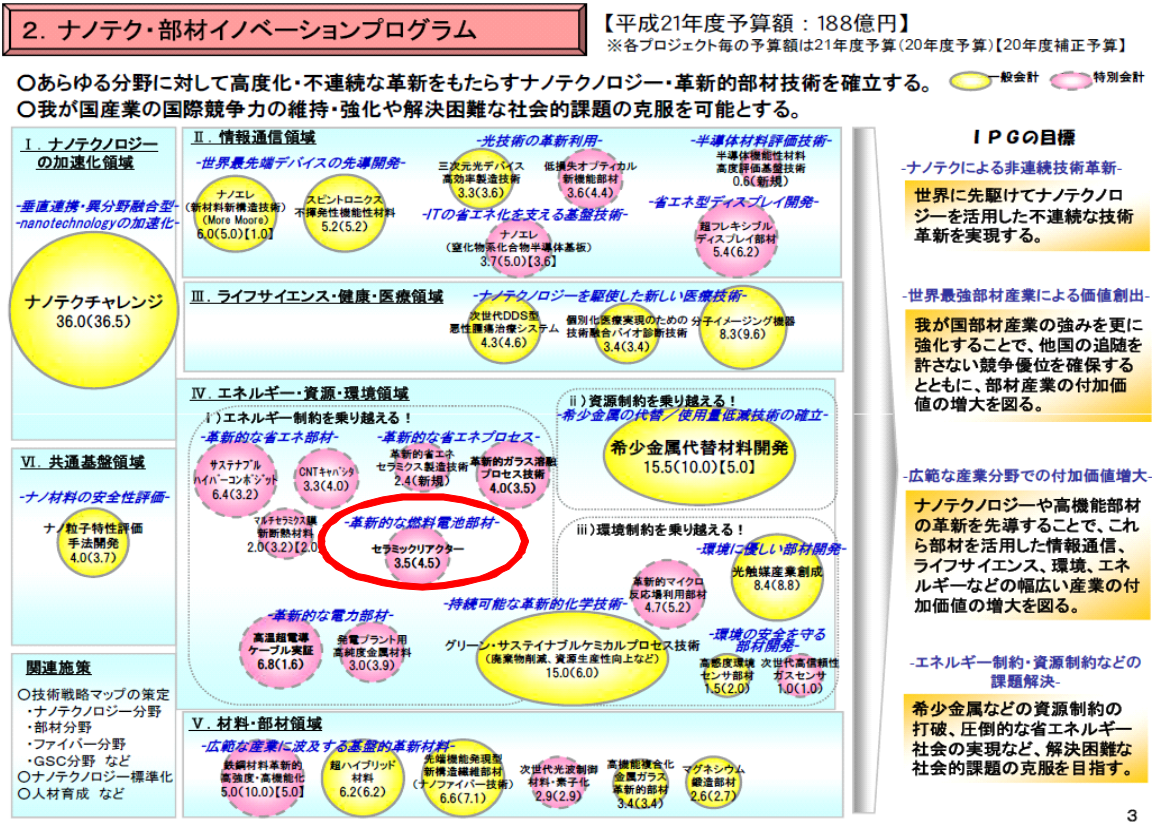 2．ナノテク・部材イノベーションプログラム
【平成21年度予算額：188億円】
※各プロジェクト毎の予算額は21年度予算(20年度予算)【20年度補正予算】
○あらゆる分野に対して高度化・不連続な革新をもたらすナノテクノロジー・革新的部材技術を確立する。
一般会計
特別会計
○我が国産業の国際競争力の維持・強化や解決困難な社会的課題の克服を可能とする。
Ⅰ．ナノテクノロジー
の加速化領域
-垂直連携・異分野融合型-
-nanotechnologyの加速化-
ナノテクチャレンジ
36.0(36.5)
Ⅵ．共通基盤領域
-ナノ材料の安全性評価-
ナノ粒子特性評価
手法開発
4.0(3.7)
関連施策
○技術戦略マップの策定
・ナノテクノロジー分野
・部材分野
・ファイバー分野
・GSC分野 など
○ナノテクノロジー標準化
○人材育成 など
Ⅱ．情報通信領域
-世界最先端デバイスの先導開発-
ナノエレ
(新材料新構造技術)
(More Moore)
6.0(5.0)【1.0】
スピントロニクス
不揮発性機能性材料
5.2(5.2)
-光技術の革新利用-
三次元光デバイス
高効率製造技術
3.3(3.6)
低損失オプティカル
新機能部材
3.6(4.4)
-ITの省エネ化を支える基盤技術-
ナノエレ
(窒化物系化合物半導体基板)
3.7(5.0)【3.6】
-半導体材料評価技術-
半導体機能性材料
高度評価基盤技術
0.6(新規)
-省エネ型ディスプレイ開発-
超フレキシブル
ディスプレイ部材
5.4(6.2)
Ⅲ．ライフサイエンス・健康・医療領域
-ナノテクノロジーを駆使した新しい医療技術-
次世代DDS型
悪性腫瘍治療システム
4.3(4.6)
個別化医療実現のための
技術融合バイオ診断技術
3.4(3.4)
分子イメージング機器
8.3(9.6)
Ⅳ．エネルギー・資源・環境領域
ⅰ)エネルギー制約を乗り越える！
-革新的な省エネ部材-
サステナブル
ハイパーコンポジット
6.4(3.2)
CNTキャパシタ
3.3(4.0)
マルチセラミクス膜
新断熱材料
2.0(3.2)【2.0
-革新的な省エネプロセス-
革新的省エネ
セラミクス製造技術
2.4(新規)
革新的ガラス溶融
プロセス技術
4.0(3.5)
-革新的な燃料電池部材-
セラミックリアクター
3.5(4.5)
-革新的な電力部材-
高温超電導
ケーブル実証
6.8(1.6)
発電プラント用
高純度金属材料
3.0(3.9)
ⅱ)資源制約を乗り越える！
-希少金属の代替／使用量低減技術の確立-
希少金属代替材料開発
15.5(10.0)【5.0】
ⅲ)環境制約を乗り越える！
-環境に優しい部材開発-
革新的マイクロ
反応場利用部材
4.7(5.2)
光触媒産業創成
8.4(8.8)
-持続可能な革新的化学技術-
グリーン・サステイナブルケミカルプロセス技術
(廃棄物削減、資源生産性向上など)
15.0(6.0)
-環境の安全を守る
部材開発-
高感度環境
センサ部材
1.5(2.0)
次世代高信頼性
ガスセンサ
1.0(1.0)
Ⅴ．材料・部材領域
-広範な産業に波及する基盤的革新材料-
鉄鋼材料革新的
高強度・高機能化
5.0(10.0)【5.0】
超ハイブリッド
材料
6.2(6.2)
先端機能発現型
新構造繊維部材
(ナノファイバー技術)
6.6(7.1)
次世代光波制御
材料・素子化
2.9(2.9)
高機能複合化
金属ガラス
革新的部材
3.4(3.4)
マグネシウム
鍛造部材
2.6(2.7)
ＩＰＧの目標
-ナノテクによる非連続技術革新-
世界に先駆けてナノテクノロ
ジーを活用した不連続な技術
革新を実現する。
-世界最強部材産業による価値創出-
我が国部材産業の強みを更に
強化することで、他国の追随を
許さない競争優位を確保する
とともに、部材産業の付加価
値の増大を図る。
-広範な産業分野での付加価値増大-
ナノテクノロジーや高機能部材
の革新を先導することで、これ
ら部材を活用した情報通信、
ライフサイエンス、環境、エネ
ルギーなどの幅広い産業の付
加価値の増大を図る。
-エネルギー制約・資源制約などの
課題解決-
希少金属などの資源制約の
打破、圧倒的な省エネルギー
社会の実現など、解決困難な
社会的課題の克服を目指す。
3